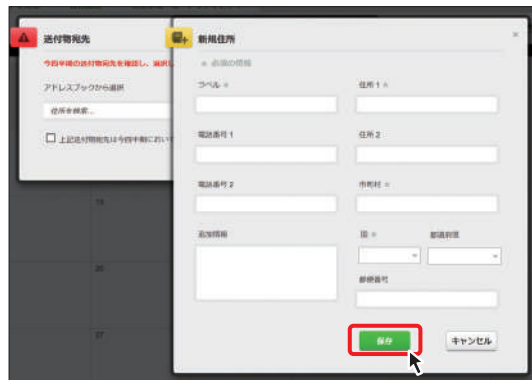 送付物宛先
今四半期の送付物宛先を確認し、選択し
アドレスブックから選択
住所を検索...
上記送付物宛先は今四半期におい
19
20
27
新規住所
必須の情報
ラベル
住所 1
電話番号 1
住所 2
電話番号 2
市町村
追加情報
国
都道府県
郵便番号
保存
キャンセル